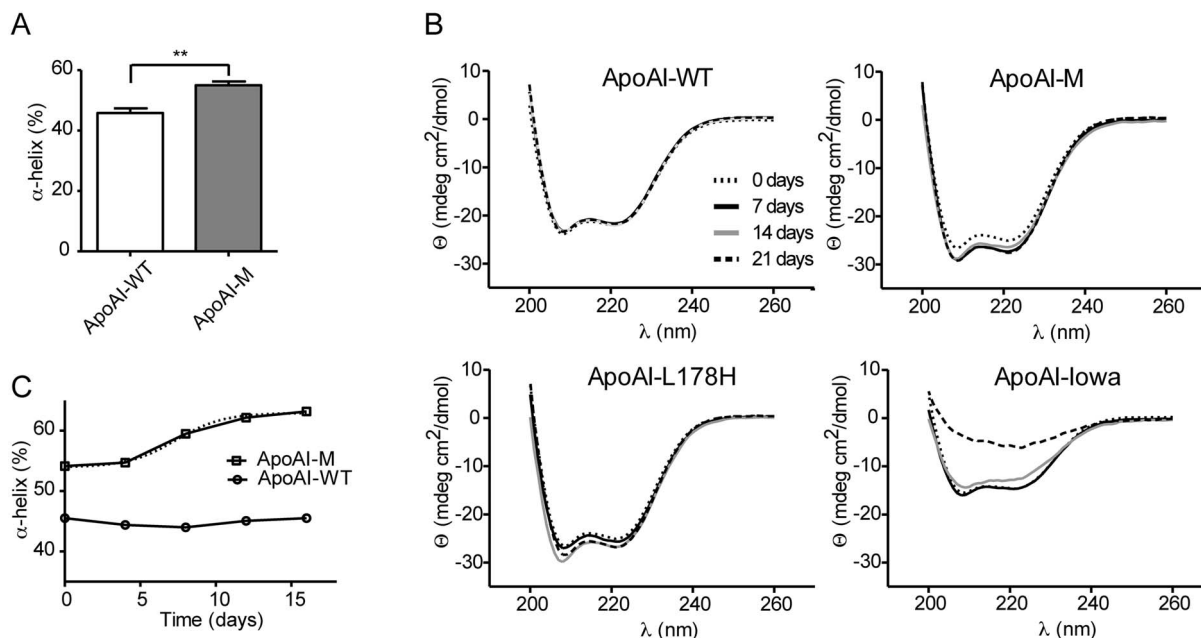 A
**
60
40
20
0
α-helix (%)
ApoAI-WT
ApoAI-M
B
ApoAI-WT
10
0
-10
-20
-30
Θ (mdeg cm2/dmol)
0 days
7 days
14 days
21 days
200 220 240 260
λ (nm)
ApoAI-M
10
0
-10
-20
-30
Θ (mdeg cm2/dmol)
200 220 240 260
λ (nm)
C
60
50
40
α-helix (%)
ApoAI-M
ApoAI-WT
0 5 10 15
Time (days)
ApoAI-L178H
10
0
-10
-20
-30
Θ (mdeg cm2/dmol)
200 220 240 260
λ (nm)
ApoAI-Iowa
10
0
-10
-20
-30
Θ (mdeg cm2/dmol)
200 220 240 260
λ (nm)